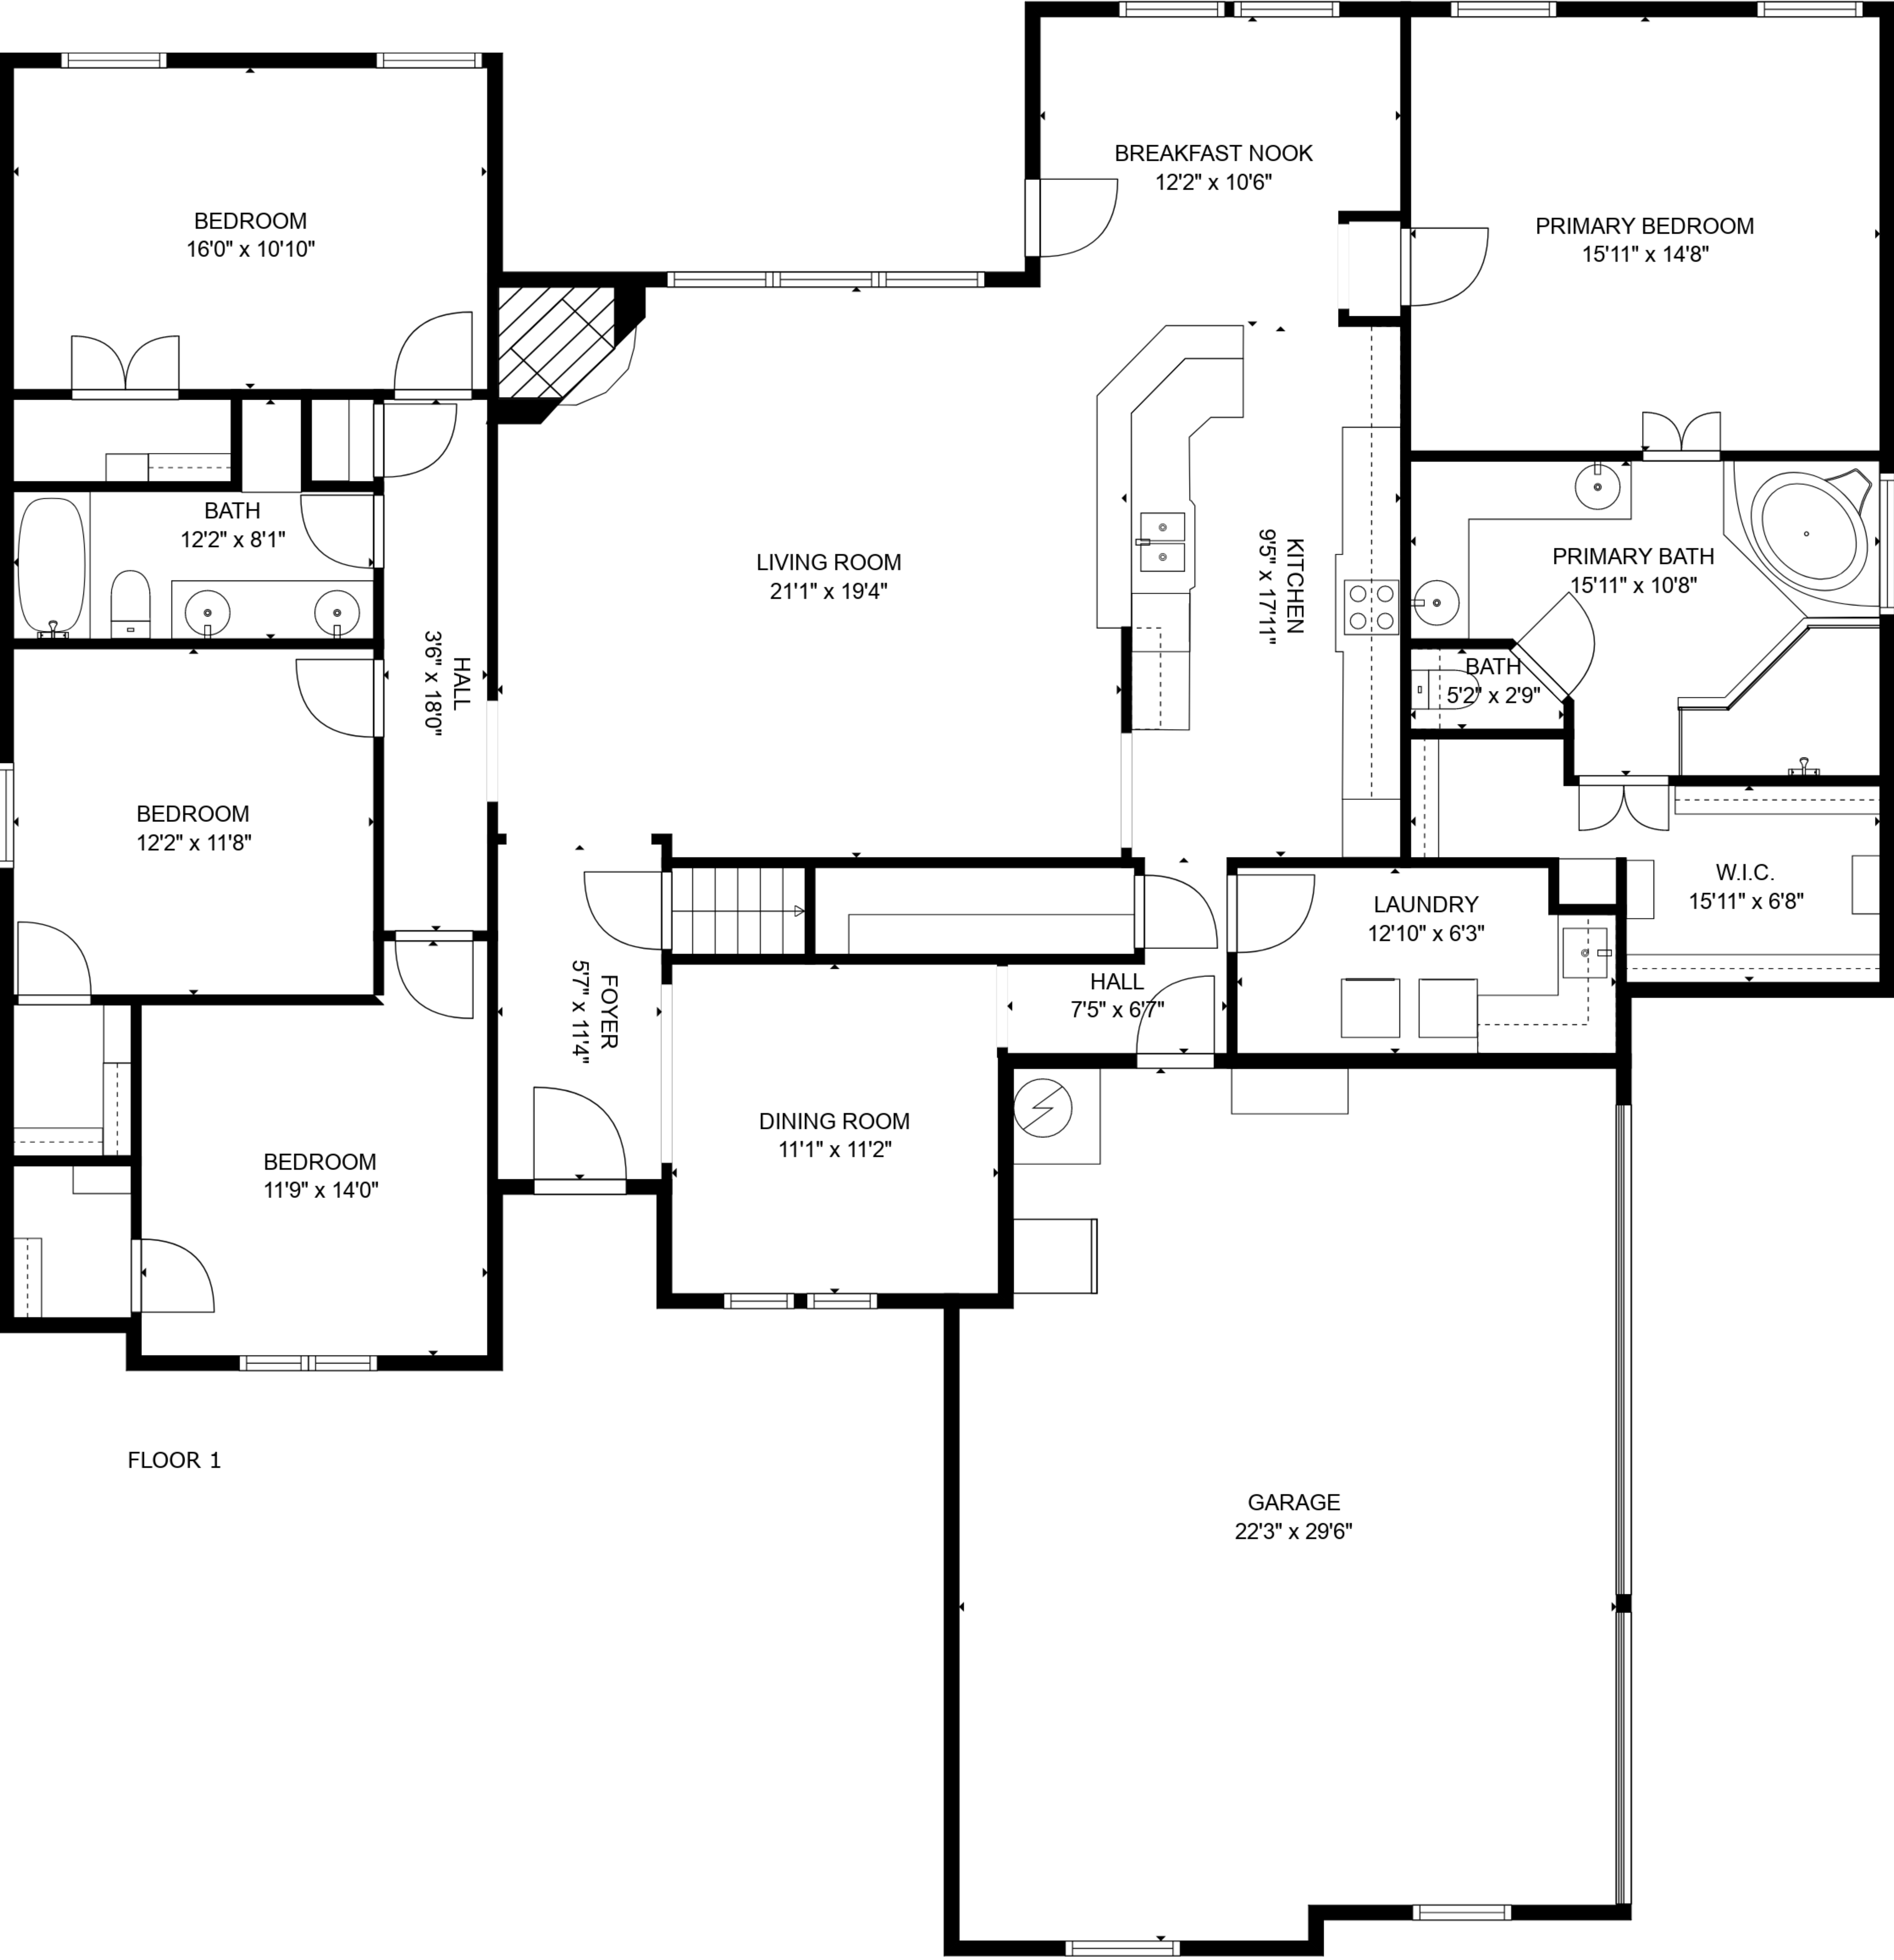 BREAKFAST NOOK
12'2" x 10'6"
BEDROOM
16'0" x 10'10"
PRIMARY BEDROOM
15'11" x 14'8"
BATH
12'2" x 8'1"
LIVING ROOM
21'1" x 19'4"
KITCHEN
9'5" x 17'11"
PRIMARY BATH
15'11" x 10'8"
HALL
3'6" x 18'0"
BATH
5'2" x 2'9"
BEDROOM
12'2" x 11'8"
W.I.C.
15'11" x 6'8"
LAUNDRY
12'10" x 6'3"
FOYER
5'7" x 11'4"
HALL
7'5" x 6'7"
DINING ROOM
11'1" x 11'2"
BEDROOM
11'9" x 14'0"
FLOOR 1
GARAGE
22'3" x 29'6"